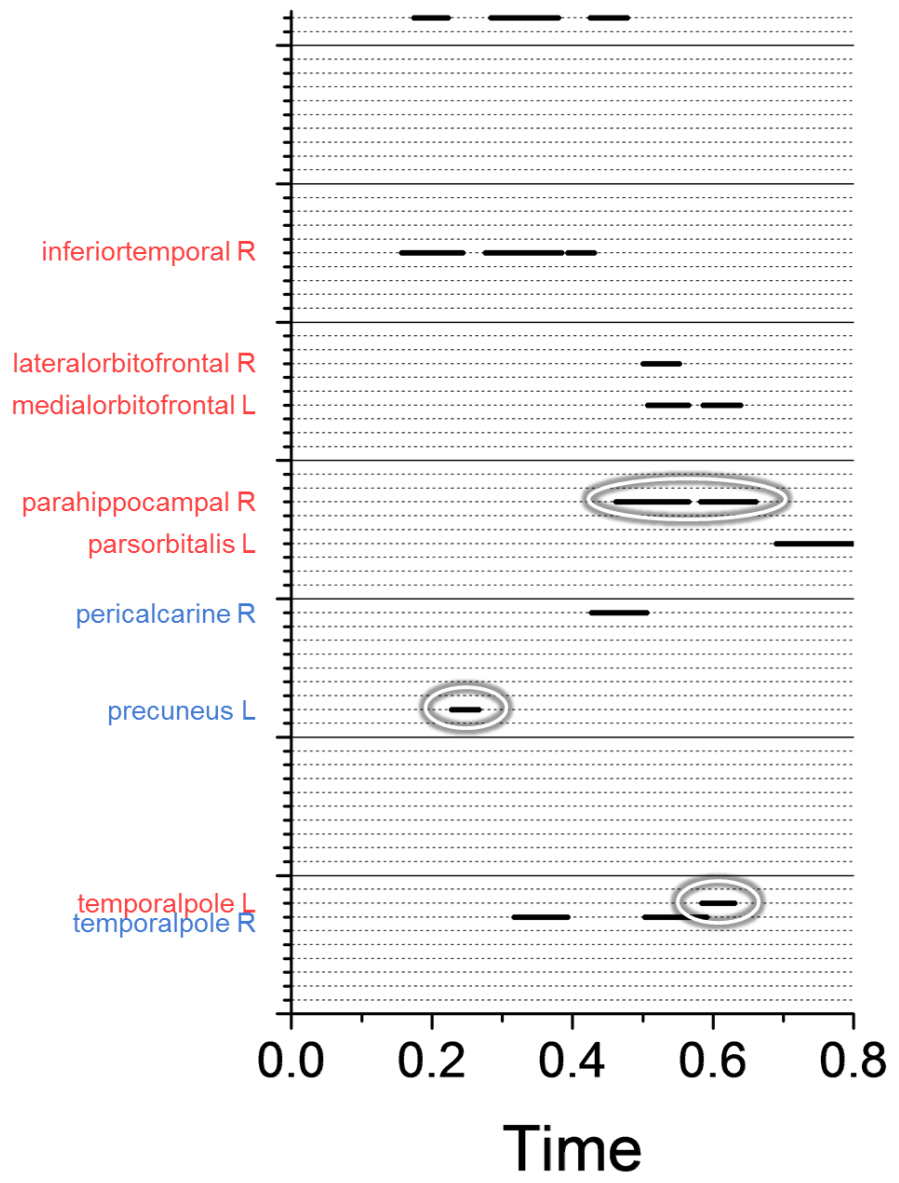 inferiortemporal R
lateralorbitofrontal R
medialorbitofrontal L
parahippocampal R
parsorbitalis L
pericalcarine R
precuneus L
temporalpole L
temporalpole R
0.0 0.2 0.4 0.6 0.8
Time